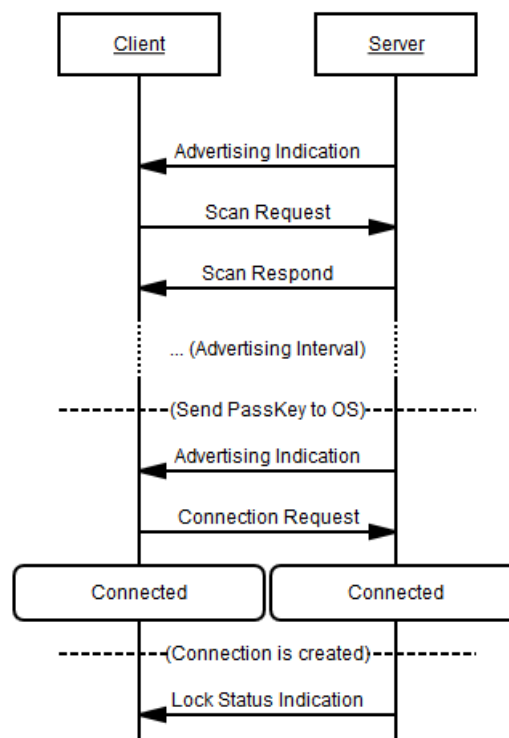 Client
Server
Advertising Indication
Scan Request
Scan Respond
... (Advertising Interval)
(Send PassKey to OS)
Advertising Indication
Connection Request
Connected
Connected
(Connection is created)
Lock Status Indication